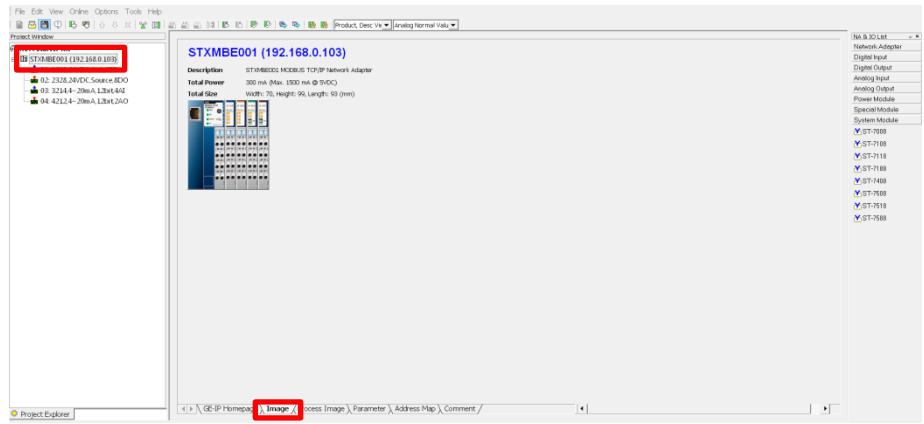 File Edit View Online Options Tools Help
Product, Desc Vie
Analog Normal Valu
Project Window
STXMBE001 (192.168.0.103)
02: 2328,24VDC,Source,8DO
03: 3214,4~20mA,12bit,4AI
04: 4212,4~20mA,12bit,2AO
Project Explorer
STXMBE001 (192.168.0.103)
Description STXMBE001 MODBUS TCP/IP Network Adapter
Total Power 300 mA (Max. 1500 mA @ 5VDC)
Total Size Width: 70, Height: 99, Length: 93 (mm)
GE-IP Homepag Image ocess Image Parameter Address Map Comment
NA & IO List
Network Adapter
Digital Input
Digital Output
Analog Input
Analog Output
Power Module
Special Module
System Module
ST-7008
ST-7108
ST-7118
ST-7188
ST-7408
ST-7508
ST-7518
ST-7588